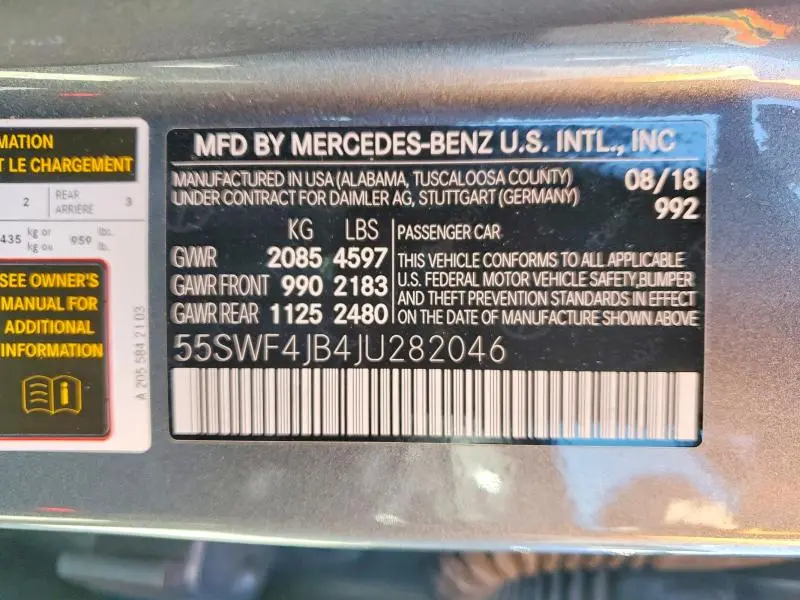 MATION
T LE CHARGEMENT
2 REAR ARRIÈRE 3
435 kg or kg ou 959 lb. lb.
SEE OWNER'S
MANUAL FOR
ADDITIONAL
INFORMATION
A 205 584 21 03
MFD BY MERCEDES-BENZ U.S. INTL., INC
MANUFACTURED IN USA (ALABAMA, TUSCALOOSA COUNTY) 08/18
UNDER CONTRACT FOR DAIMLER AG, STUTTGART (GERMANY) 992
KG LBS PASSENGER CAR
GVWR 2085 4597
GAWR FRONT 990 2183
GAWR REAR 1125 2480
THIS VEHICLE CONFORMS TO ALL APPLICABLE
U.S. FEDERAL MOTOR VEHICLE SAFETY,BUMPER
AND THEFT PREVENTION STANDARDS IN EFFECT
ON THE DATE OF MANUFACTURE SHOWN ABOVE
55SWF4JB4JU282046